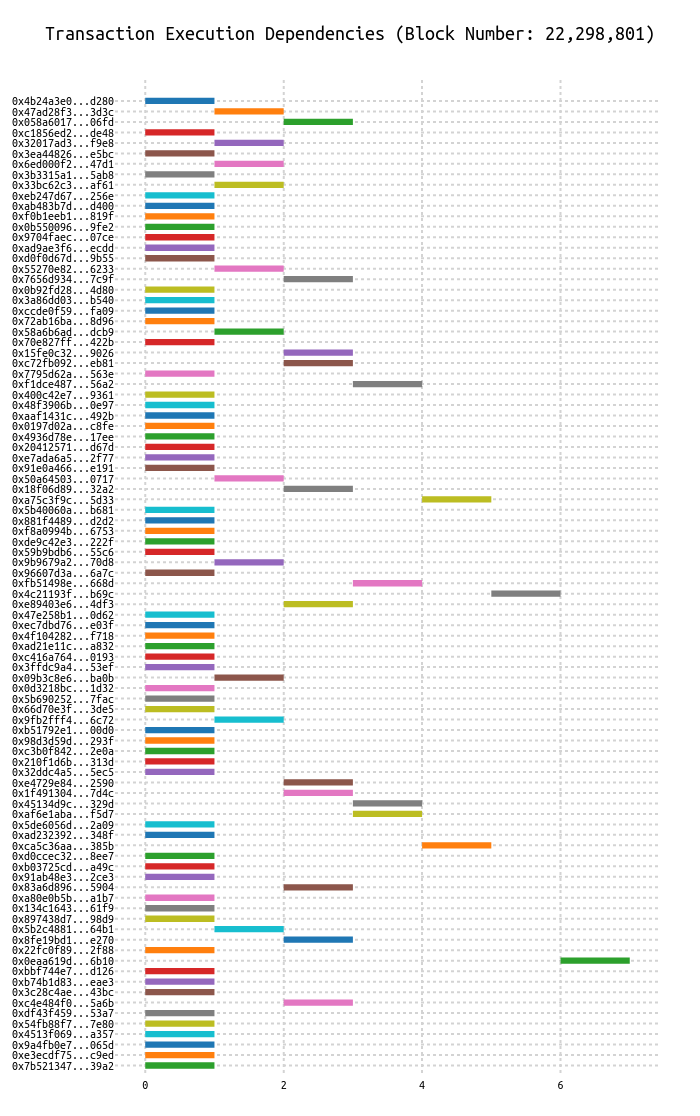 Transaction Execution Dependencies (Block Number: 22,298,801)
0x4b24a3e0...d280
0x47ad28f3...3d3c
0x058a6017...06fd
0xc1856ed2...de48
0x32017ad3...f9e8
0x3ea44826...e5bc
0x6ed000f2...47d1
0x3b3315a1...5ab8
0x33bc62c3...af61
0xeb247d67...256e
0xab483b7d...d400
0xf0b1eeb1...819f
0x0b550096...9fe2
0x9704faec...07ce
0xad9ae3f6...ecdd
0xd0f0d67d...9b55
0x55270e82...6233
0x7656d934...7c9f
0x0b92fd28...4d80
0x3a86dd03...b540
0xccde0f59...fa09
0x72ab16ba...8d96
0x58a6b6ad...dcb9
0x70e827ff...422b
0x15fe0c32...9026
0xc72fb092...eb81
0x7795d62a...563e
0xf1dce487...56a2
0x400c42e7...9361
0x48f3906b...0e97
0xaaf1431c...492b
0x0197d02a...c8fe
0x4936d78e...17ee
0x20412571...d67d
0xe7ada6a5...2f77
0x91e0a466...e191
0x50a64503...0717
0x18f06d89...32a2
0xa75c3f9c...5d33
0x5b40060a...b681
0x881f4489...d2d2
0xf8a0994b...6753
0xde9c42e3...222f
0x59b9bdb6...55c6
0x9b9679a2...70d8
0x96607d3a...6a7c
0xfb51498e...668d
0x4c21193f...b69c
0xe89403e6...4df3
0x47e258b1...0d62
0xec7dbd76...e03f
0x4f104282...f718
0xad21e11c...a832
0xc416a764...0193
0x3ffdc9a4...53ef
0x09b3c8e6...ba0b
0x0d3218bc...1d32
0x5b690252...7fac
0x66d70e3f...3de5
0x9fb2fff4...6c72
0xb51792e1...00d0
0x98d3d59d...293f
0xc3b0f842...2e0a
0x210f1d6b...313d
0x32ddc4a5...5ec5
0xe4729e84...2590
0x1f491304...7d4c
0x45134d9c...329d
0xaf6e1aba...f5d7
0x5de6056d...2a09
0xad232392...348f
0xca5c36aa...385b
0xd0ccec32...8ee7
0xb03725cd...a49c
0x91ab48e3...2ce3
0x83a6d896...5904
0xa80e0b5b...a1b7
0x134c1643...61f9
0x897438d7...98d9
0x5b2c4881...64b1
0x8fe19bd1...e270
0x22fc0f89...2f88
0x0eaa619d...6b10
0xbbf744e7...d126
0xb74b1d83...eae3
0x3c28c4ae...43bc
0xc4e484f0...5a6b
0xdf43f459...53a7
0x54fb88f7...7e80
0x4513f069...a357
0x9a4fb0e7...065d
0xe3ecdf75...c9ed
0x7b521347...39a2
0 2 4 6